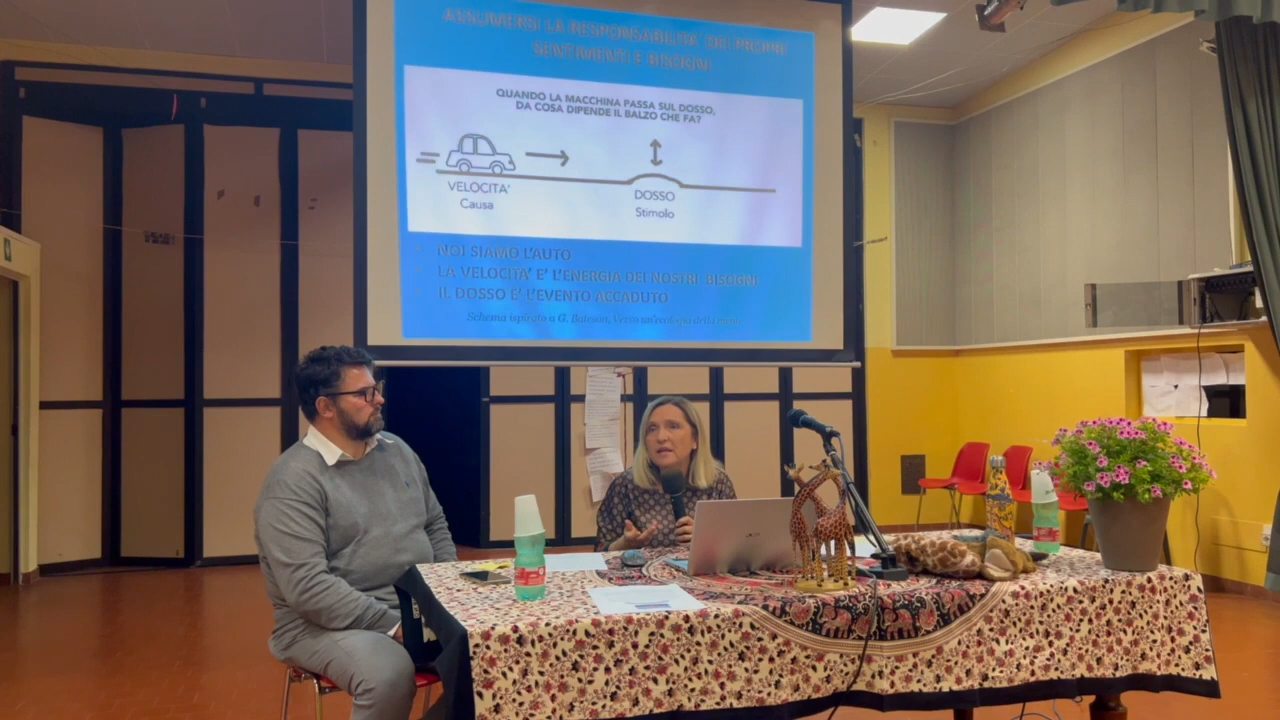 ASSUMERSI LA RESPONSABILITA' DEI PROPRI
SENTIMENTI E BISOGNI
QUANDO LA MACCHINA PASSA SUL DOSSO,
DA COSA DIPENDE IL BALZO CHE FA?
VELOCITA'
Causa
DOSSO
Stimolo
NOI SIAMO L'AUTO
LA VELOCITA' E' L'ENERGIA DEI NOSTRI BISOGNI
IL DOSSO E' L'EVENTO ACCADUTO
Schema ispirato a G. Bateson, Verso un'ecologia della mente